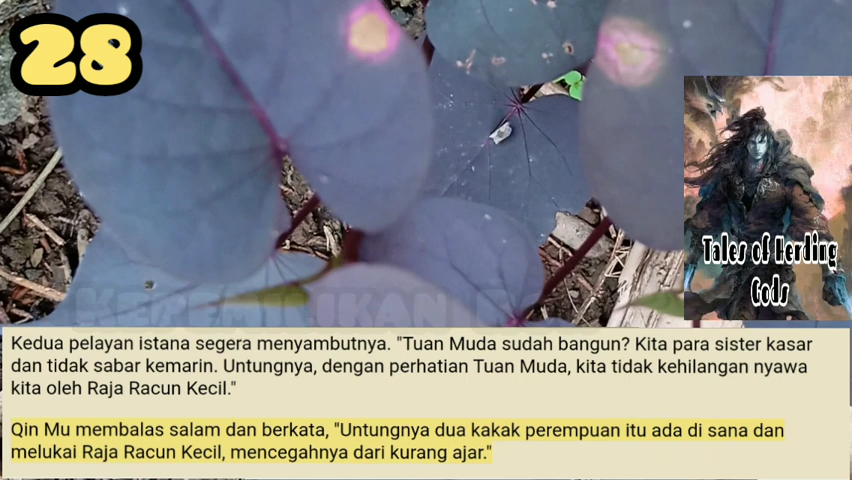 28
Tales of Herding
Gods
Kedua pelayan istana segera menyambutnya. "Tuan Muda sudah bangun? Kita para sister kasar
dan tidak sabar kemarin. Untungnya, dengan perhatian Tuan Muda, kita tidak kehilangan nyawa
kita oleh Raja Racun Kecil."
Qin Mu membalas salam dan berkata, "Untungnya dua kakak perempuan itu ada di sana dan
melukai Raja Racun Kecil, mencegahnya dari kurang ajar."